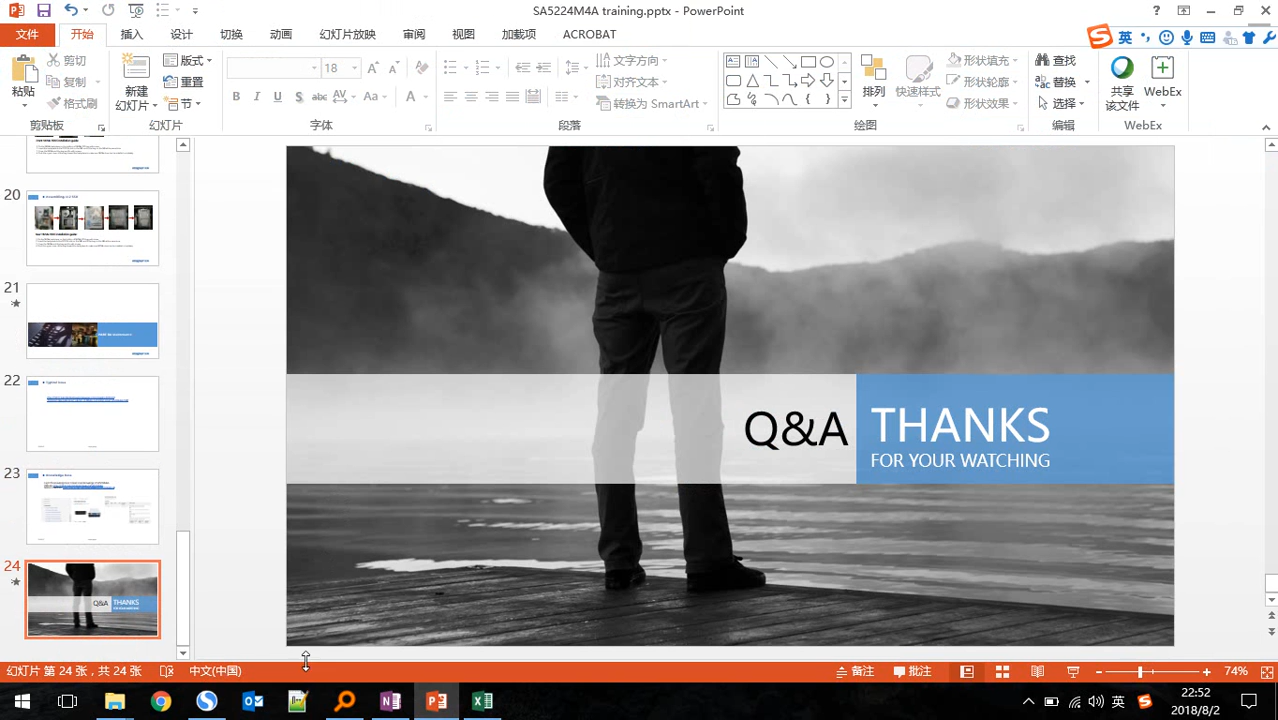 SA5224M4A training.pptx - PowerPoint
文件 开始 插入 设计 切换 动画 幻灯片放映 审阅 视图 加载项 ACROBAT
英
粘贴 剪切 复制 格式刷
新建 幻灯片 版式 重置 节
18
B I U S abc AV Aa A
文字方向
对齐文本
转换为 SmartArt
排列 快速样式
形状填充
形状轮廓
形状效果
查找
替换
选择
共享 该文件
WebEx
剪贴板 幻灯片 字体 段落 绘图 编辑 WebEx
20
21
22
23
24
Q&A THANKS
FOR YOUR WATCHING
Q&A THANKS
幻灯片 第 24 张，共 24 张 中文(中国) 备注 批注 74%
英
22:52
2018/8/2